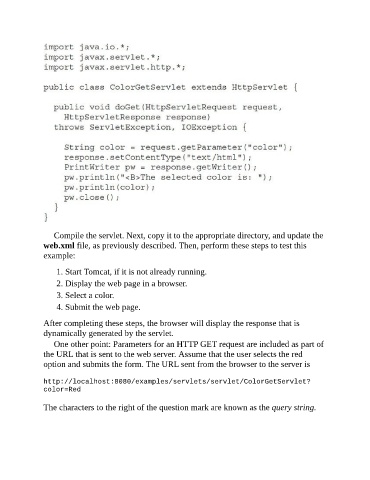 import java.io.*;
import javax.servlet.*;
import javax.servlet.http.*;
public class ColorGetServlet extends HttpServlet {
public void doGet(HttpServletRequest request,
HttpServletResponse response)
throws ServletException, IOException {
String color = request.getParameter("color");
response.setContentType("text/html");
PrintWriter pw = response.getWriter();
pw.println("<B>The selected color is: ");
pw.println(color);
pw.close();
}
}
Compile the servlet. Next, copy it to the appropriate directory, and update the
web.xml file, as previously described. Then, perform these steps to test this
example:
1. Start Tomcat, if it is not already running.
2. Display the web page in a browser.
3. Select a color.
4. Submit the web page.
After completing these steps, the browser will display the response that is
dynamically generated by the servlet.
One other point: Parameters for an HTTP GET request are included as part of
the URL that is sent to the web server. Assume that the user selects the red
option and submits the form. The URL sent from the browser to the server is
http://localhost:8080/examples/servlets/servlet/ColorGetServlet?
color=Red
The characters to the right of the question mark are known as the query string.